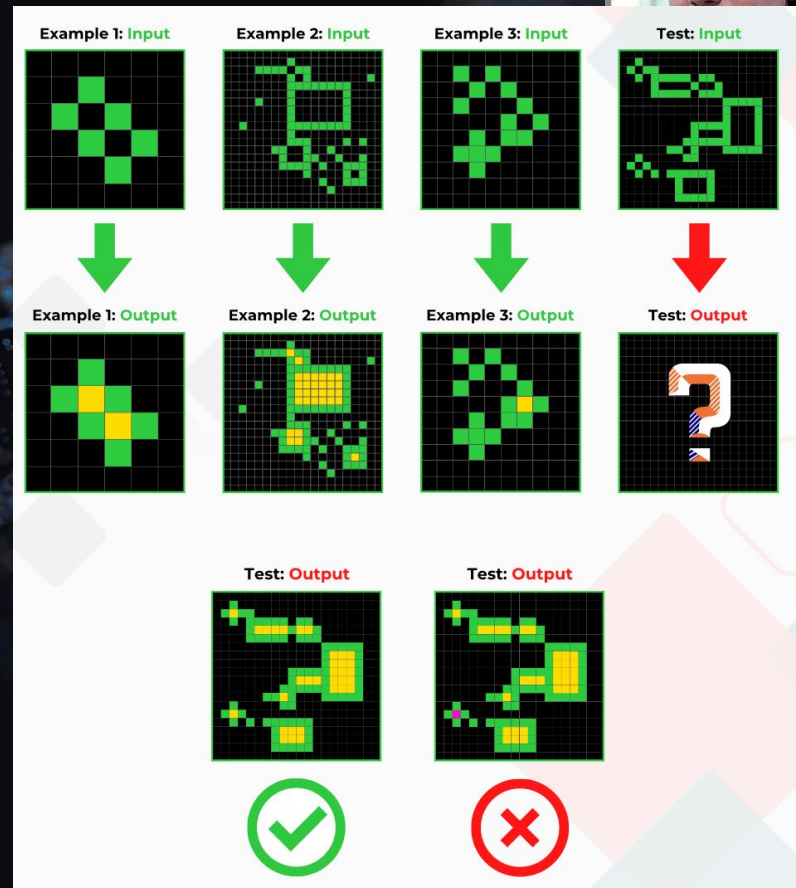 Example 1: Input
Example 2: Input
Example 3: Input
Test: Input
Example 1: Output
Example 2: Output
Example 3: Output
Test: Output
?
Test: Output
Test: Output